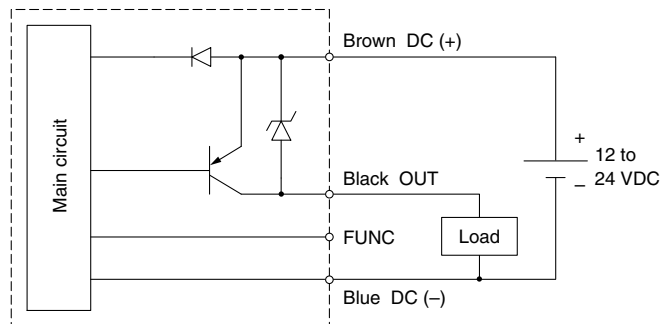 Brown DC (+)
Main circuit
+
12 to
− 24 VDC
Black OUT
FUNC
Load
Blue DC (−)